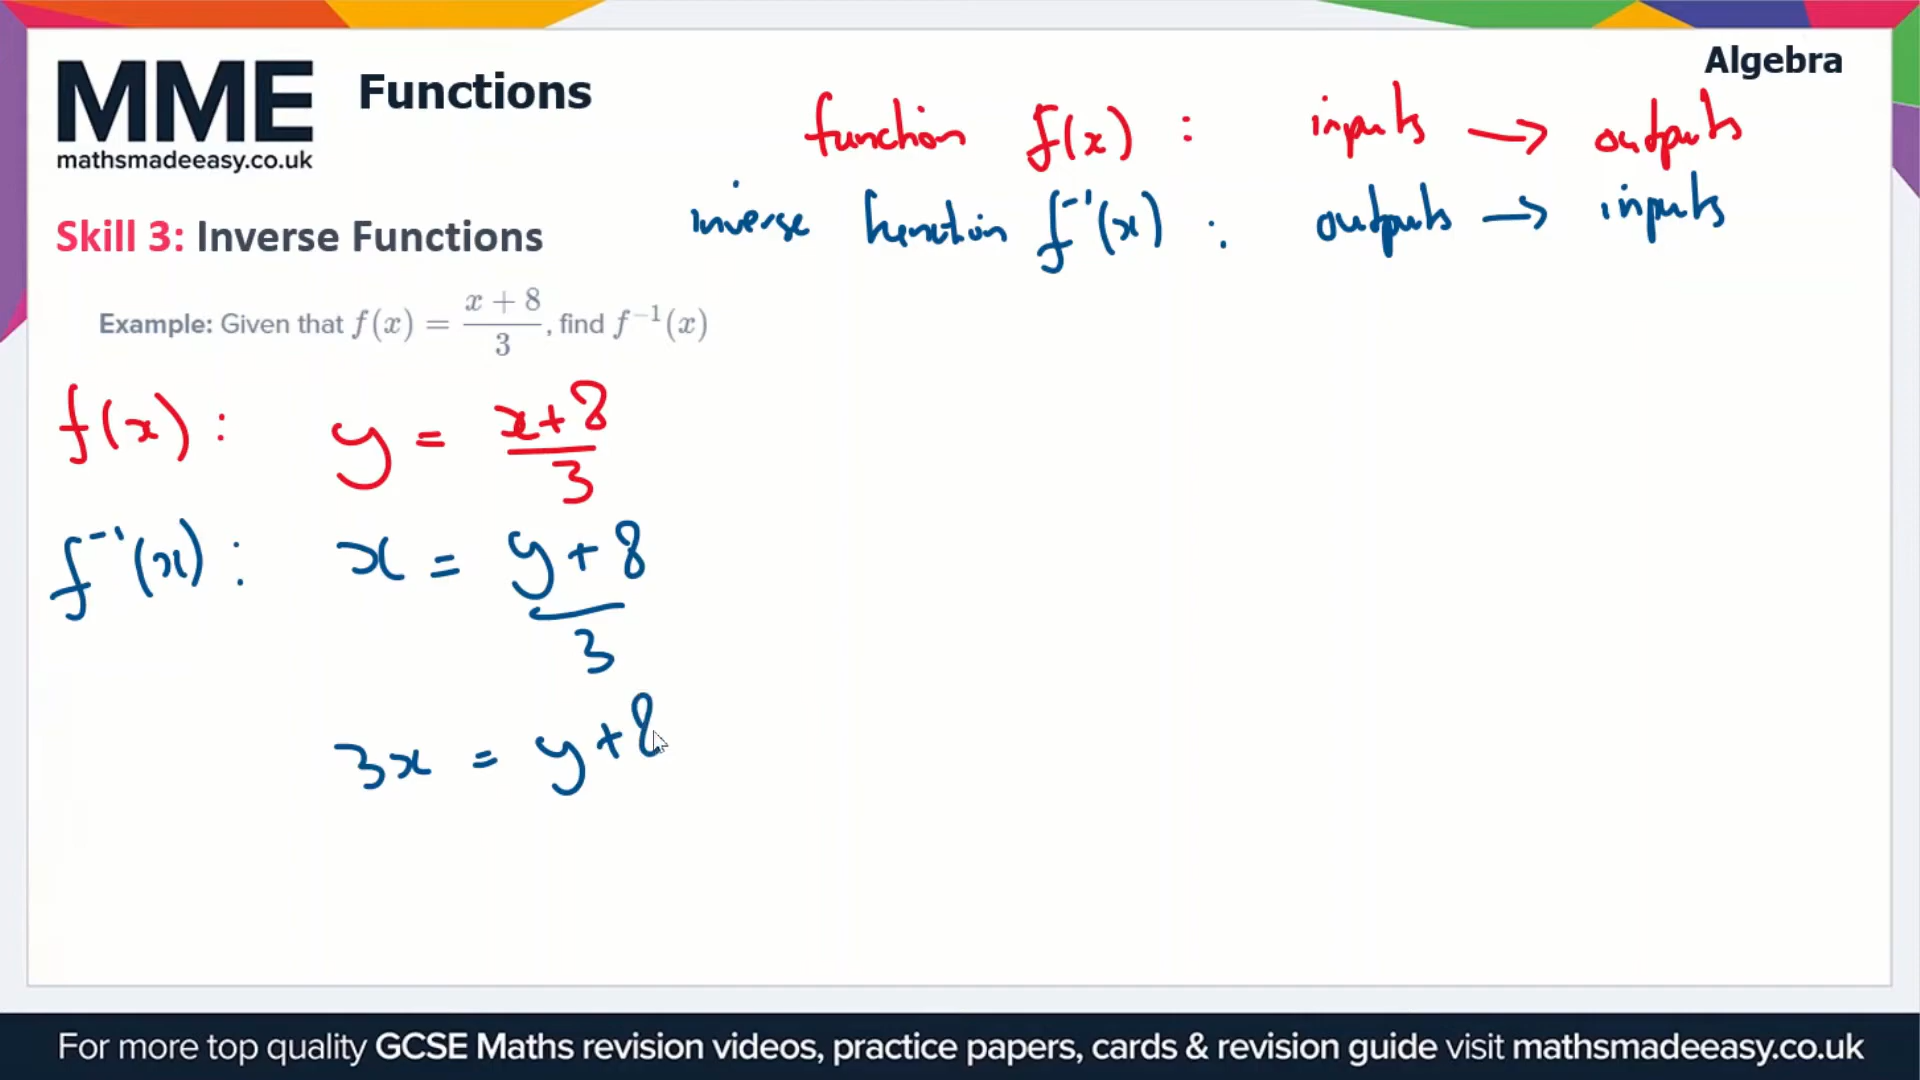 Algebra
MME
mathsmadeeasy.co.uk
Functions
function f(x) : inputs → outputs
inverse function f⁻¹(x) : outputs → inputs
Skill 3: Inverse Functions
Example: Given that f(x) = (x + 8)/3, find f⁻¹(x)
f(x) : y = (x+8)/3
f⁻¹(x) : x = (y+8)/3
3x = y+8
For more top quality GCSE Maths revision videos, practice papers, cards & revision guide visit mathsmadeeasy.co.uk